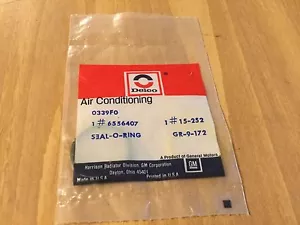 Delco
Air Conditioning
0339F0
1 # 6556407 1 # 15-252
SEAL-O-RING GR-9-172
A Product of General Motors
Harrison Radiator Division, GM Corporation
Dayton, Ohio 45401
Made in U.S.A. Printed in U.S.A.
GM